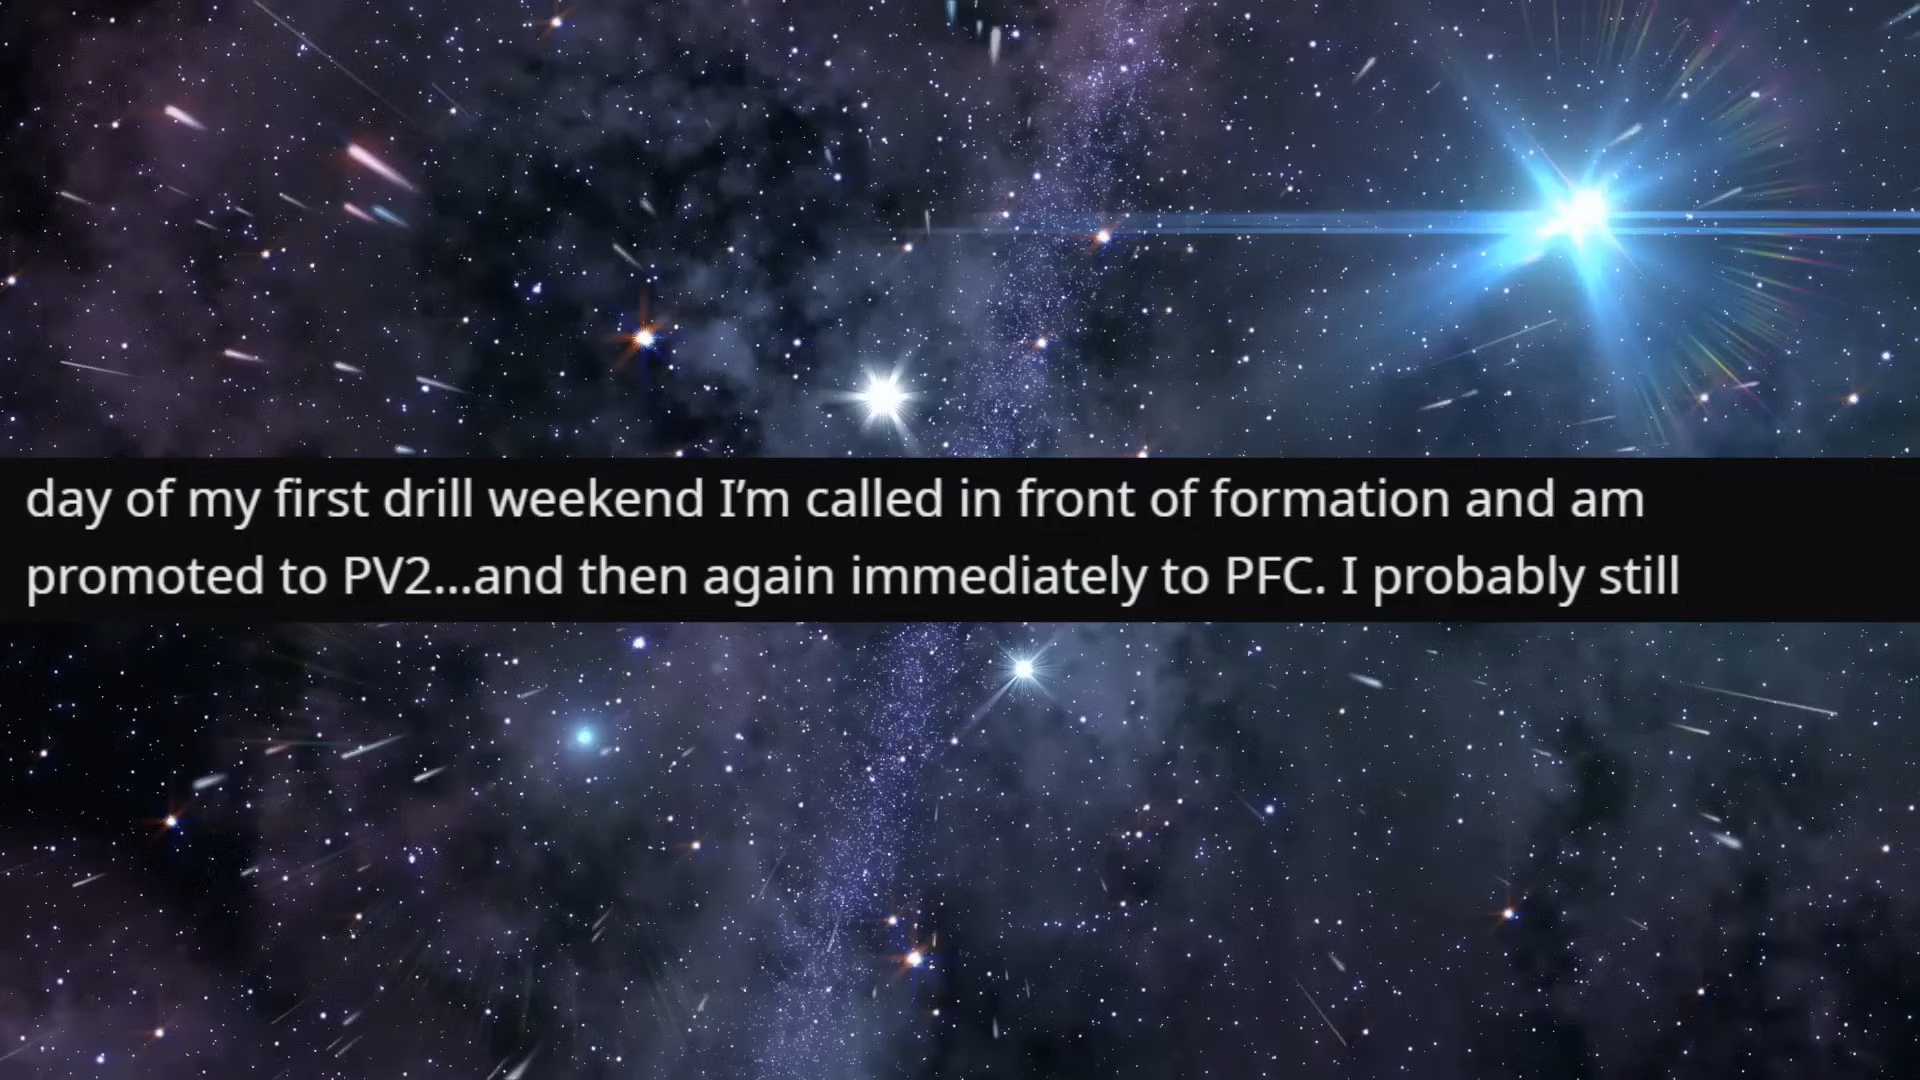 day of my first drill weekend I’m called in front of formation and am
promoted to PV2...and then again immediately to PFC. I probably still